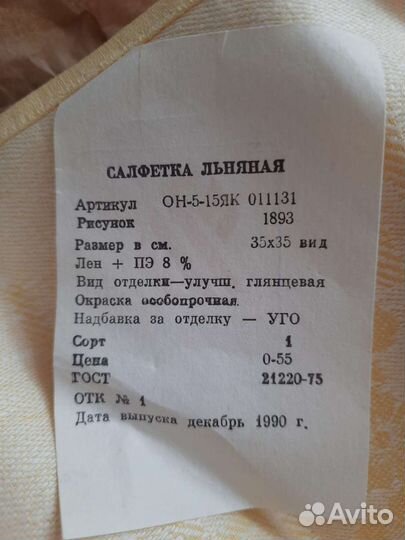 САЛФЕТКА ЛЬНЯНАЯ
Артикул ОН-5-15ЯК 011131
Рисунок 1893
Размер в см. 35х35 вид
Лен + ПЭ 8 %
Вид отделки—улучш. глянцевая
Окраска особопрочная.
Надбавка за отделку — УГО
Сорт 1
Цена 0-55
ГОСТ 21220-75
ОТК № 1
Дата выпуска декабрь 1990 г.
Avito